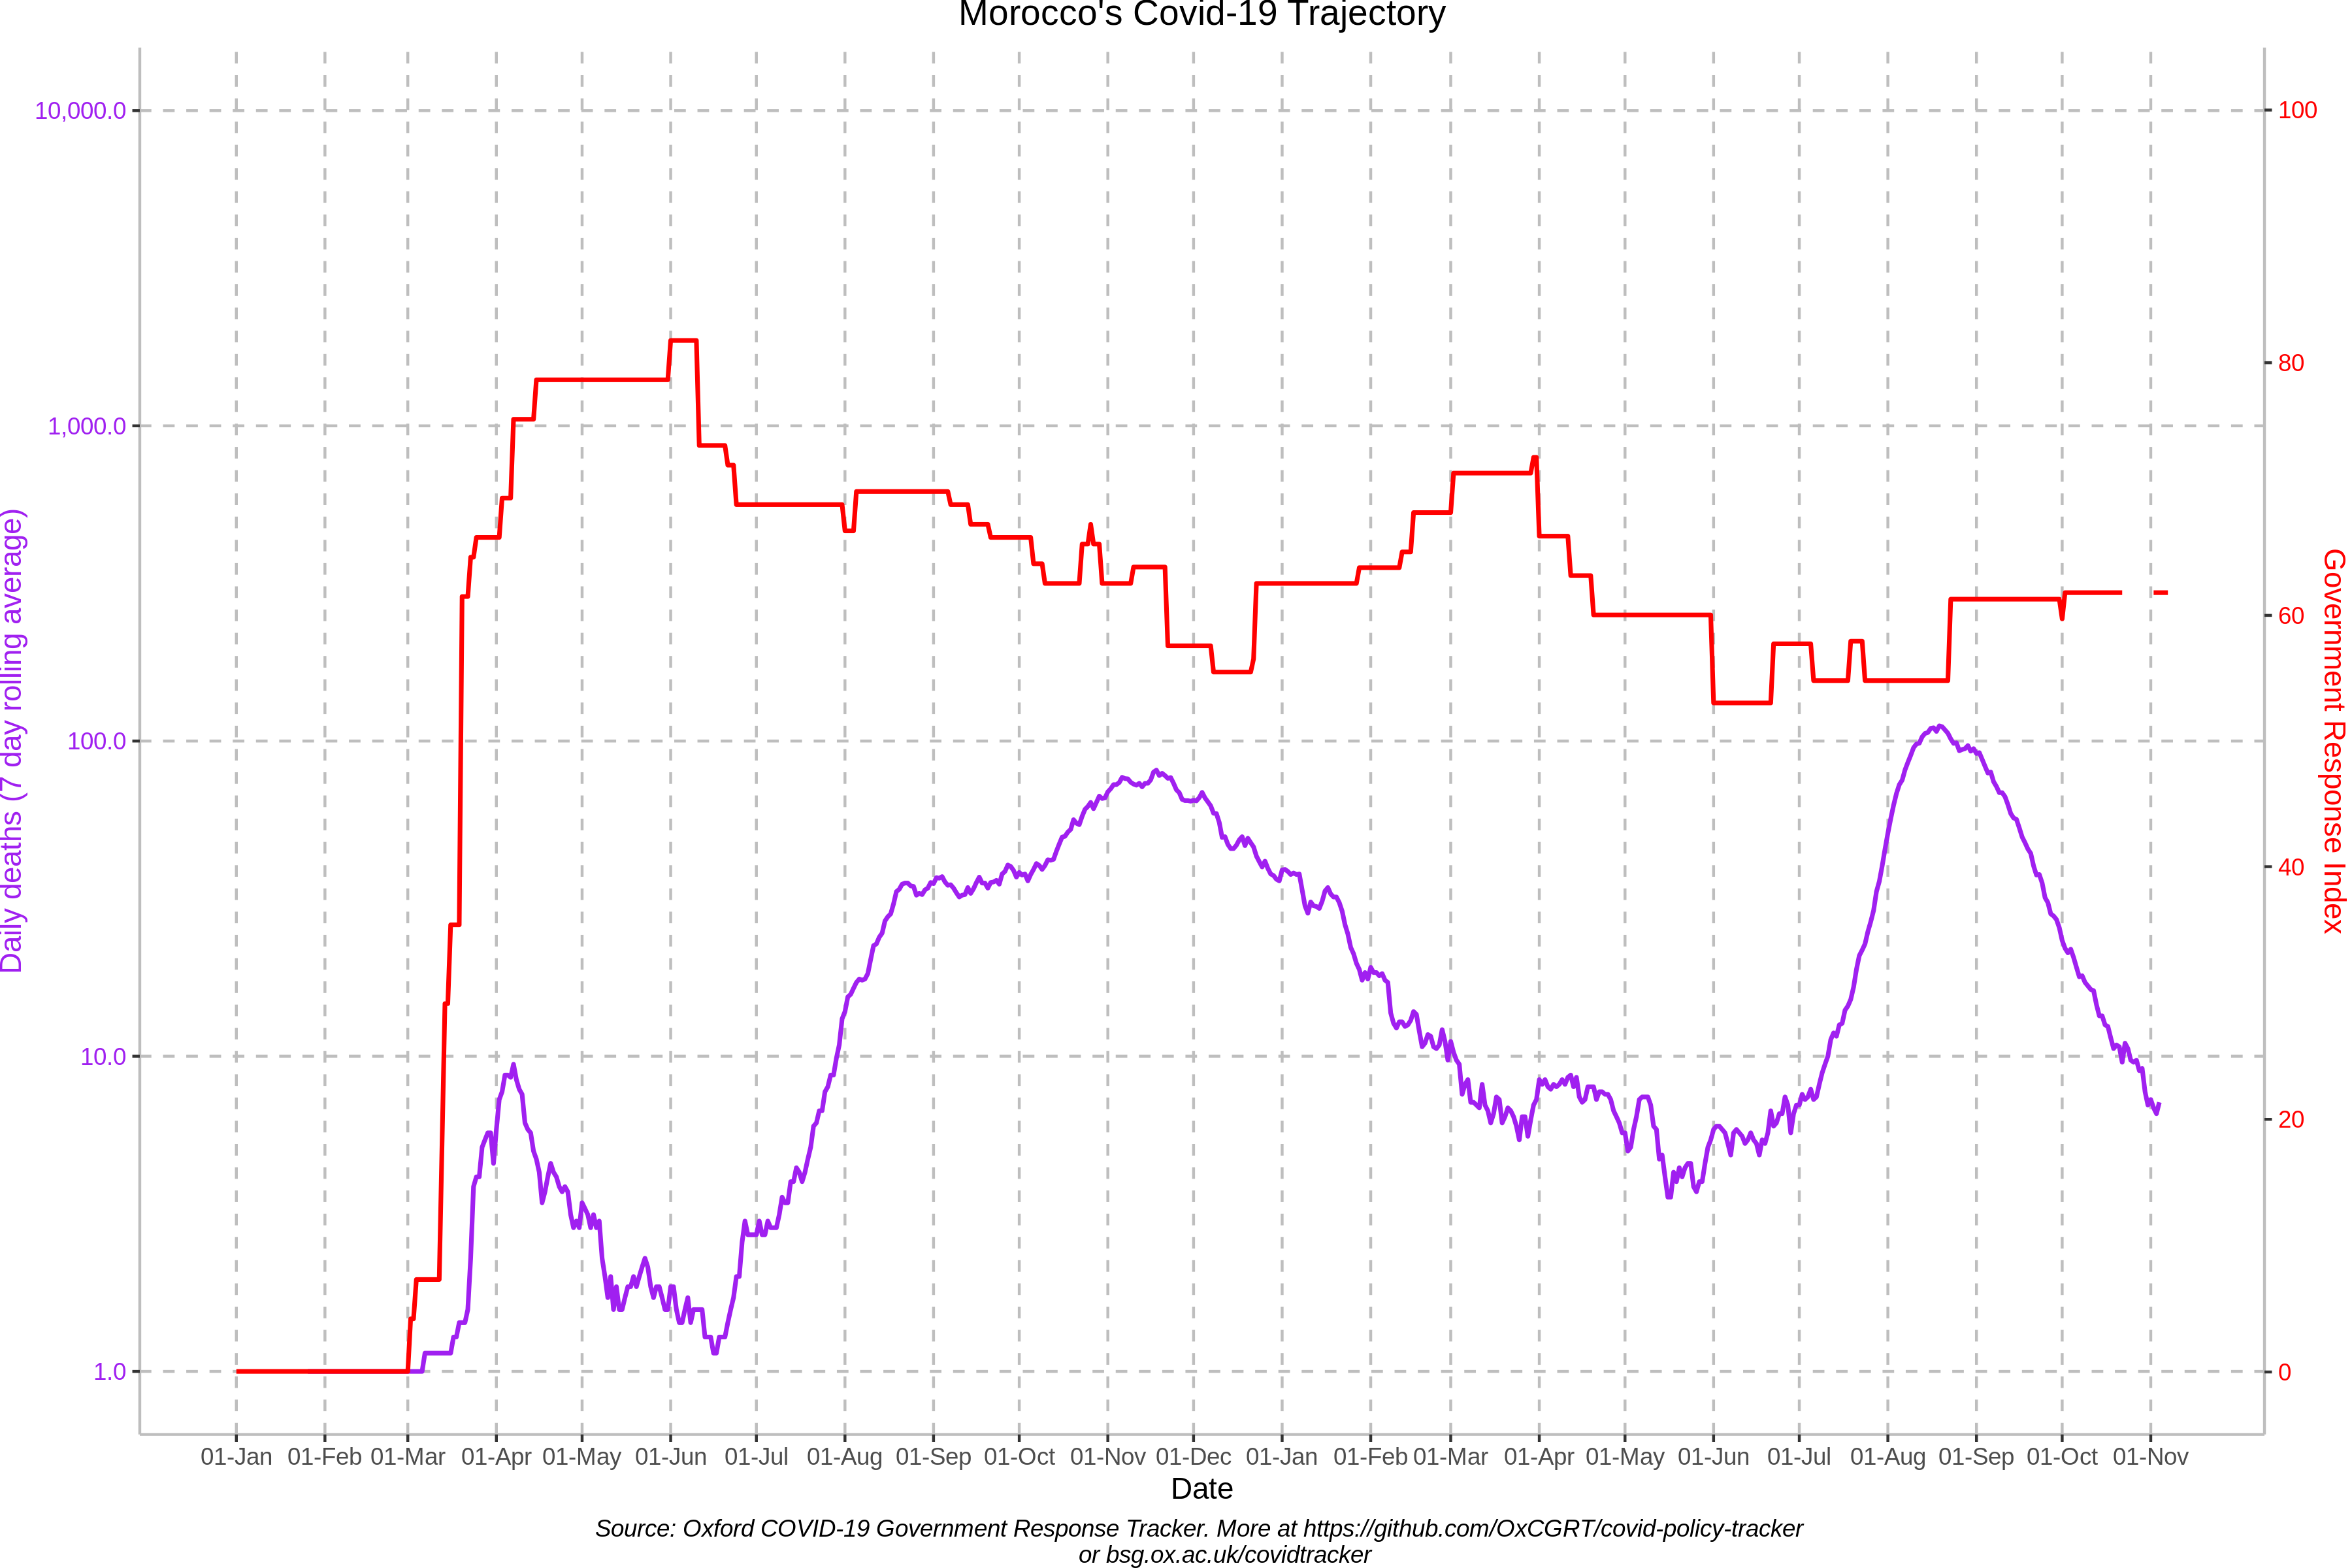 Morocco's Covid-19 Trajectory
10,000.0
1,000.0
100.0
10.0
1.0
Daily deaths (7 day rolling average)
100
80
60
40
20
0
Government Response Index
01-Jan 01-Feb 01-Mar 01-Apr 01-May 01-Jun 01-Jul 01-Aug 01-Sep 01-Oct 01-Nov 01-Dec 01-Jan 01-Feb 01-Mar 01-Apr 01-May 01-Jun 01-Jul 01-Aug 01-Sep 01-Oct 01-Nov
Date
Source: Oxford COVID-19 Government Response Tracker. More at https://github.com/OxCGRT/covid-policy-tracker
or bsg.ox.ac.uk/covidtracker